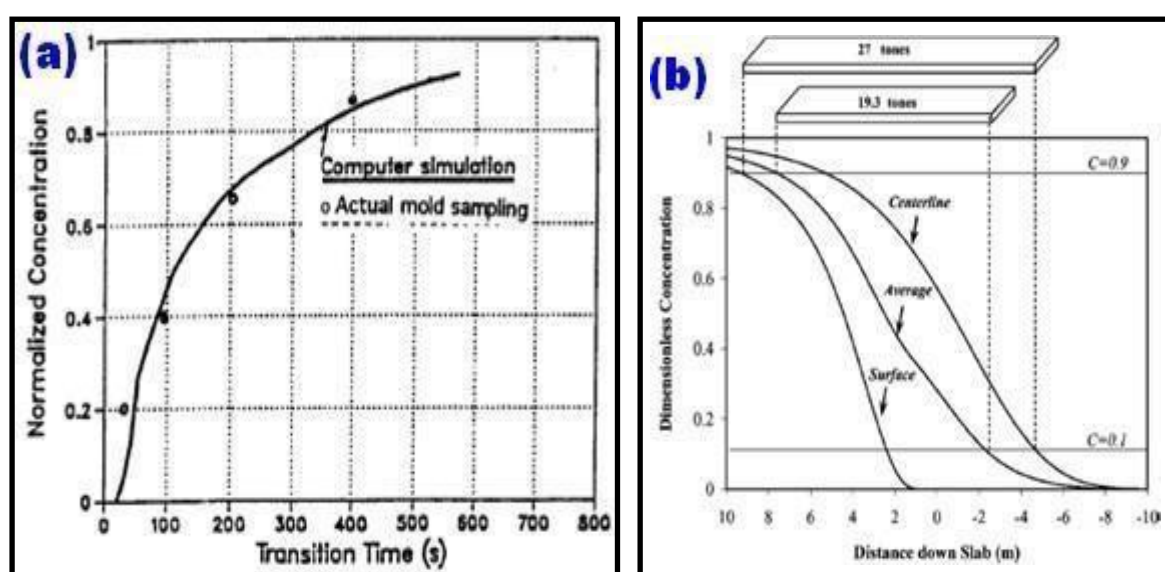 (a)
Normalized Concentration
1
0.8
0.6
0.4
0.2
0
Computer simulation
o Actual mold sampling
0 100 200 300 400 500 600 700 800
Transition Time (s)
(b)
27 tones
19.3 tones
Dimensionless Concentration
1
0.8
0.6
0.4
0.2
0
C=0.9
Centerline
Average
Surface
C=0.1
10 8 6 4 2 0 -2 -4 -6 -8 -10
Distance down Slab (m)